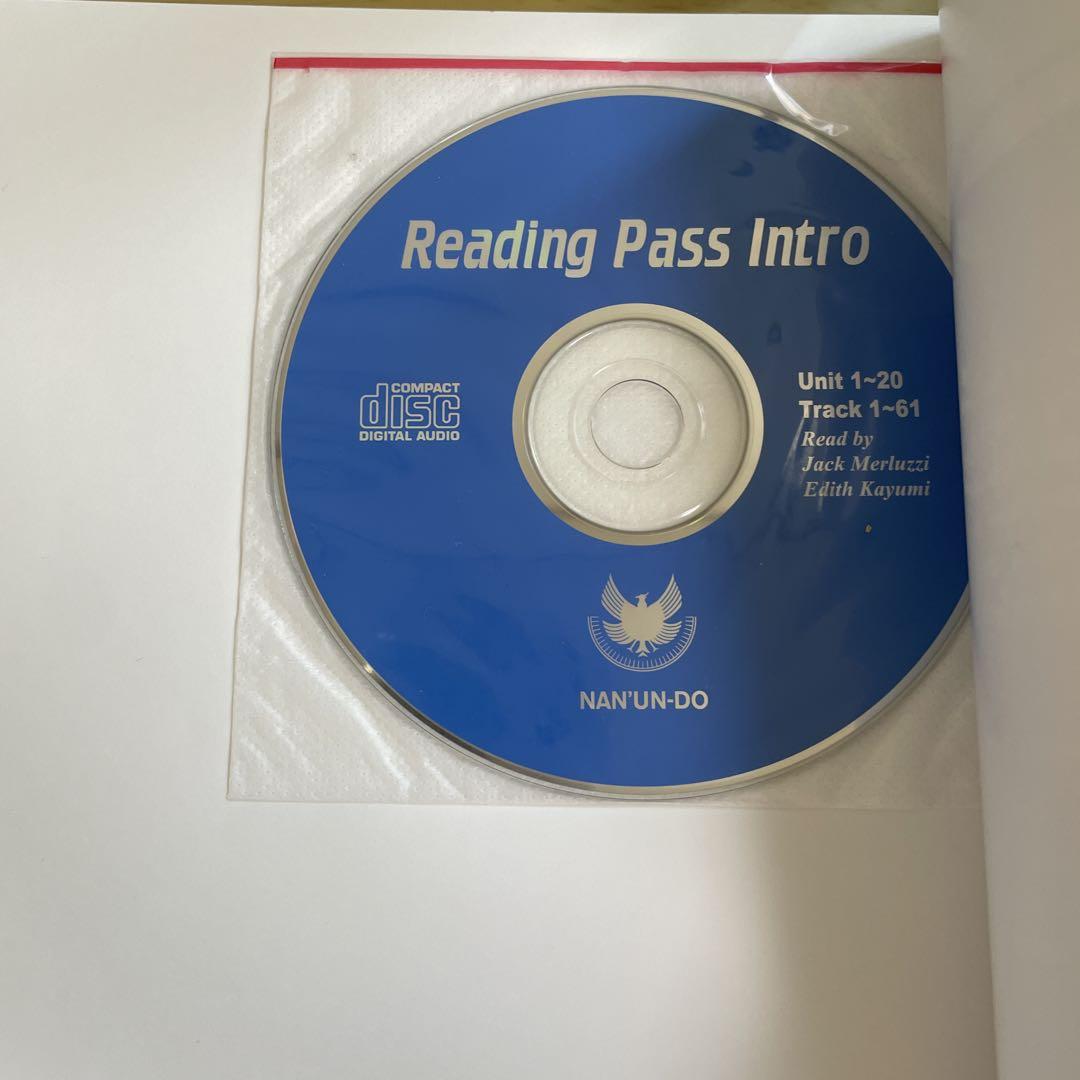 Reading Pass Intro
COMPACT
disc
DIGITAL AUDIO
Unit 1~20
Track 1~61
Read by
Jack Merluzzi
Edith Kayumi
NAN'UN-DO